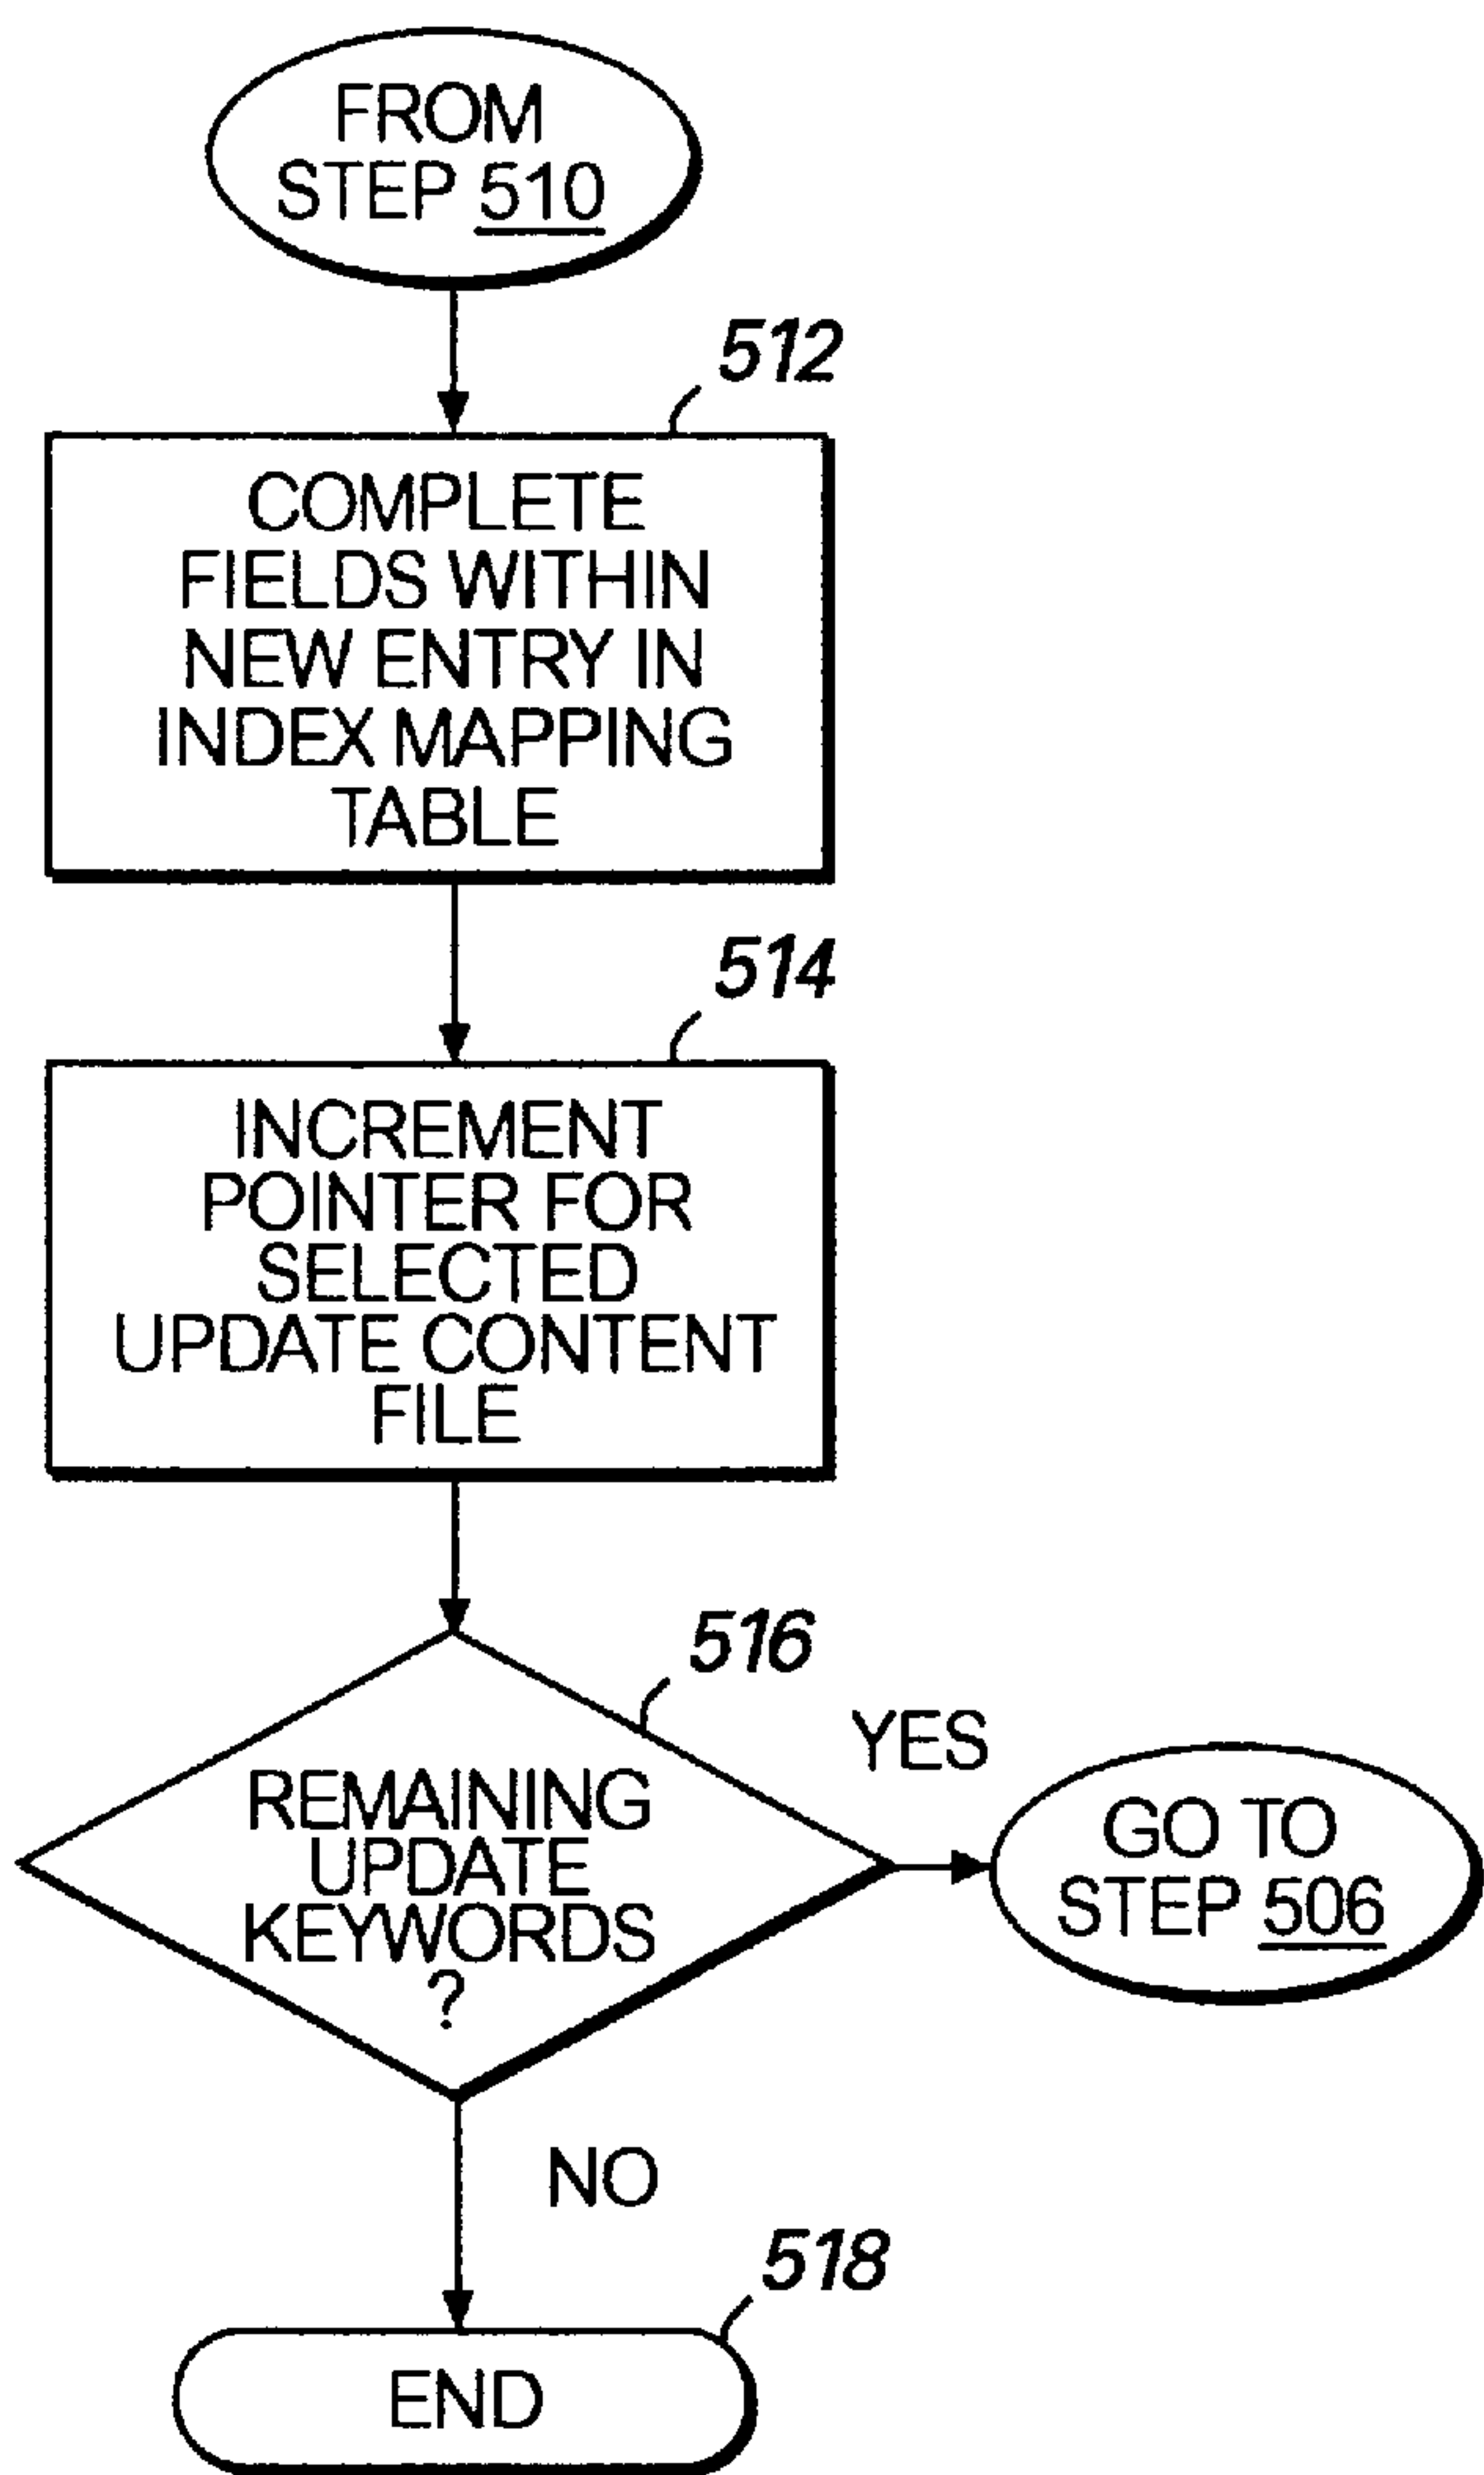 FROM
STEP 510
512
COMPLETE
FIELDS WITHIN
NEW ENTRY IN
INDEX MAPPING
TABLE
514
INCREMENT
POINTER FOR
SELECTED
UPDATE CONTENT
FILE
516
REMAINING
UPDATE
KEYWORDS
?
YES
GO TO
STEP 506
NO
518
END